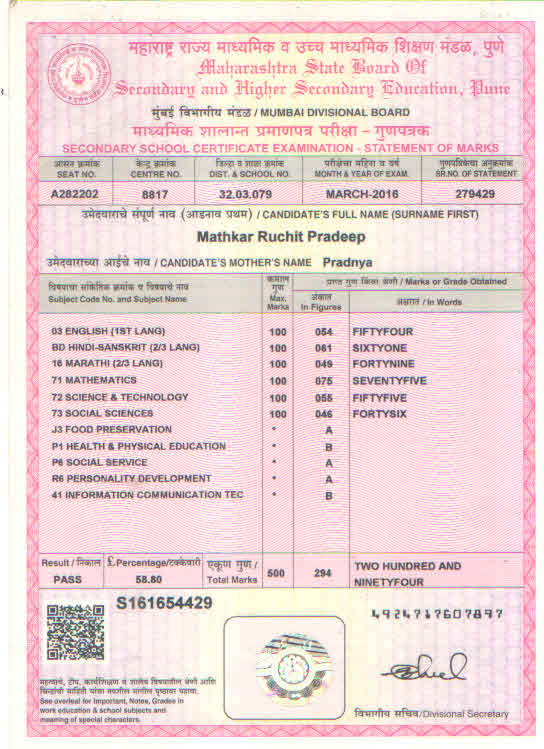 महाराष्ट्र राज्य माध्यमिक व उच्च माध्यमिक शिक्षण मंडळ, पुणे
Maharashtra State Board Of
Secondary and Higher Secondary Education, Pune
मुंबई विभागीय मंडळ / MUMBAI DIVISIONAL BOARD
माध्यमिक शालान्त प्रमाणपत्र परीक्षा - गुणपत्रक
SECONDARY SCHOOL CERTIFICATE EXAMINATION - STATEMENT OF MARKS
आसन क्रमांक केंद्र क्रमांक जिल्हा व शाळा क्रमांक परीक्षेचा महिना व वर्ष गुणपत्रिकेचा अनुक्रमांक
SEAT NO. CENTRE NO. DIST. & SCHOOL NO. MONTH & YEAR OF EXAM. SR.NO. OF STATEMENT
A282202 8817 32.03.079 MARCH-2016 279429
उमेदवाराचे संपूर्ण नाव (आडनाव प्रथम) / CANDIDATE'S FULL NAME (SURNAME FIRST)
Mathkar Ruchit Pradeep
उमेदवाराच्या आईचे नाव / CANDIDATE'S MOTHER'S NAME Pradnya
विषयाचा सांकेतिक क्रमांक व विषयाचे नाव
Subject Code No. and Subject Name
कमाल गुण
Max. Marks
प्राप्त गुण किंवा श्रेणी / Marks or Grade Obtained
अंकात
In Figures
अक्षरात / In Words
03 ENGLISH (1ST LANG) 100 054 FIFTYFOUR
BD HINDI-SANSKRIT (2/3 LANG) 100 061 SIXTYONE
16 MARATHI (2/3 LANG) 100 049 FORTYNINE
71 MATHEMATICS 100 075 SEVENTYFIVE
72 SCIENCE & TECHNOLOGY 100 055 FIFTYFIVE
73 SOCIAL SCIENCES 100 046 FORTYSIX
J3 FOOD PRESERVATION * A
P1 HEALTH & PHYSICAL EDUCATION * B
P6 SOCIAL SERVICE * A
R6 PERSONALITY DEVELOPMENT * A
41 INFORMATION COMMUNICATION TEC * B
Result / निकाल £.Percentage/टक्केवारी एकूण गुण /
PASS 58.80 Total Marks 500 294 TWO HUNDRED AND
NINETYFOUR
S161654429
4924717607897
महत्वाचे, टीप, कार्यशिक्षण व शालेय विषयातील श्रेणी आणि
चिन्हांची माहिती यांचा मागील पृष्ठावर पहावा.
See overleaf for Important, Notes, Grades in
work education & school subjects and
meaning of special characters.
विभागीय सचिव/Divisional Secretary